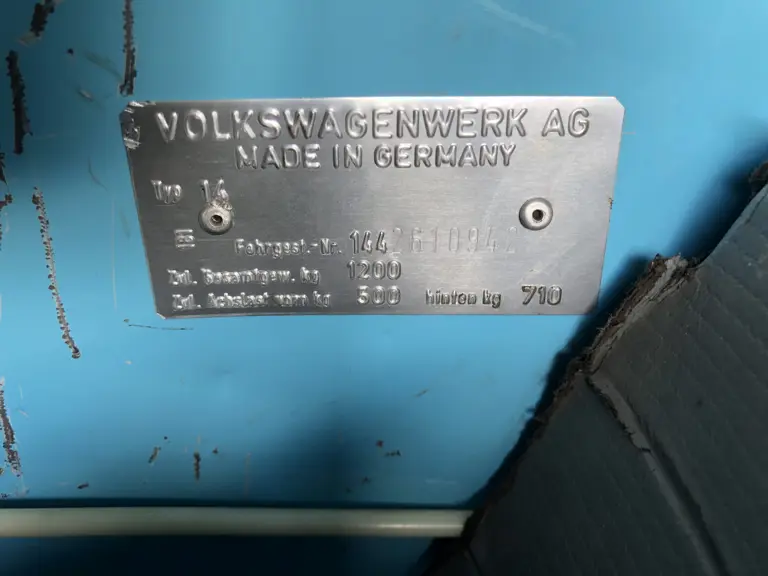 VOLKSWAGENWERK AG
MADE IN GERMANY
Typ 14
Fahrgest.-Nr. 1442610942
Zul. Gesamtgew. kg 1200
Zul. Achslast vorn kg 500 hinten kg 710